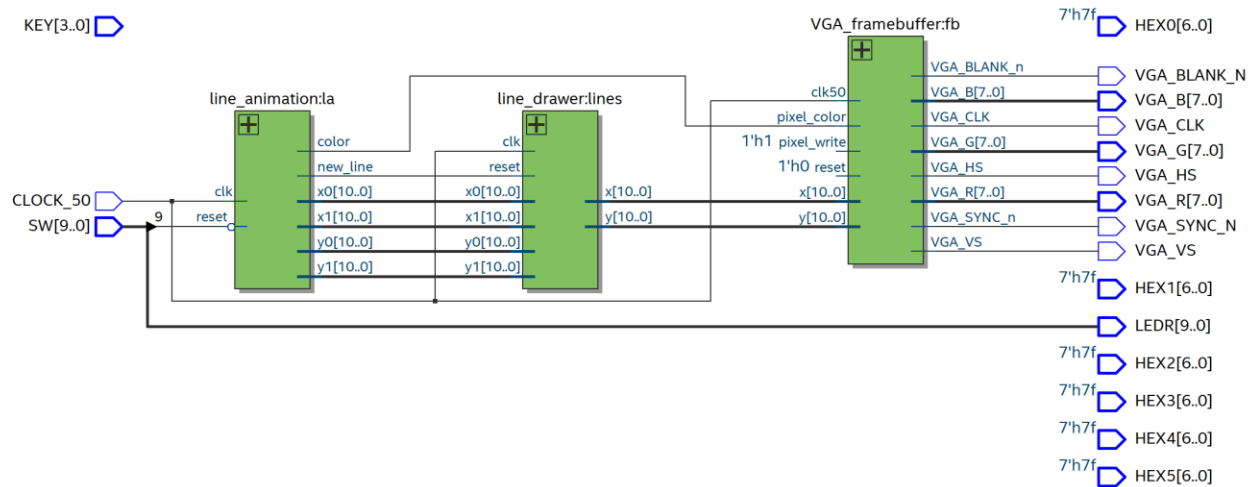 KEY[3..0]
CLOCK_50
SW[9..0]
9
line_animation:la
clk
reset
color
new_line
x0[10..0]
x1[10..0]
y0[10..0]
y1[10..0]
line_drawer:lines
clk
reset
x0[10..0]
x1[10..0]
y0[10..0]
y1[10..0]
x[10..0]
y[10..0]
VGA_framebuffer:fb
clk50
pixel_color
1'h1 pixel_write
1'h0 reset
x[10..0]
y[10..0]
VGA_BLANK_n
VGA_B[7..0]
VGA_CLK
VGA_G[7..0]
VGA_HS
VGA_R[7..0]
VGA_SYNC_n
VGA_VS
7'h7f HEX0[6..0]
VGA_BLANK_N
VGA_B[7..0]
VGA_CLK
VGA_G[7..0]
VGA_HS
VGA_R[7..0]
VGA_SYNC_N
VGA_VS
7'h7f HEX1[6..0]
LEDR[9..0]
7'h7f HEX2[6..0]
7'h7f HEX3[6..0]
7'h7f HEX4[6..0]
7'h7f HEX5[6..0]